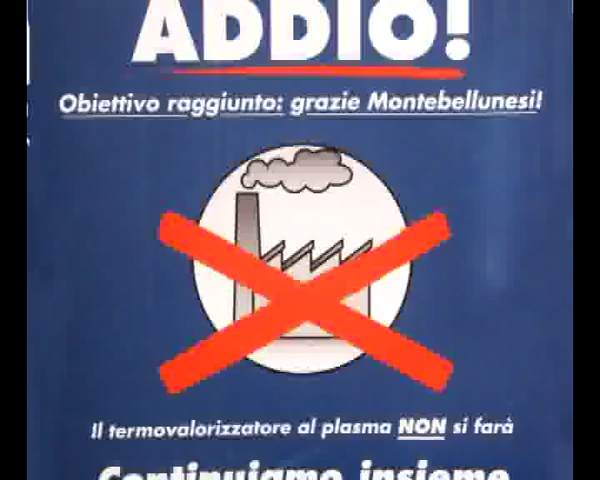 ADDIO!
Obiettivo raggiunto: grazie Montebellunesi!
Il termovalorizzatore al plasma NON si farà
Continuiamo insieme